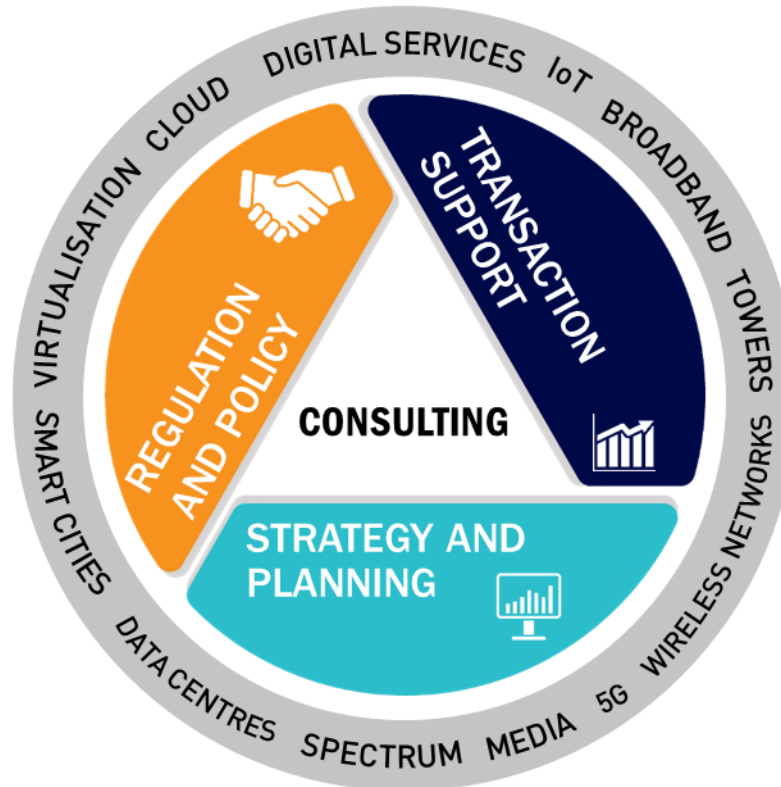 DIGITAL SERVICES
IoT
BROADBAND
TOWERS
WIRELESS NETWORKS
5G
MEDIA
SPECTRUM
DATA CENTRES
SMART CITIES
VIRTUALISATION
CLOUD
TRANSACTION
SUPPORT
REGULATION
AND POLICY
CONSULTING
STRATEGY AND
PLANNING